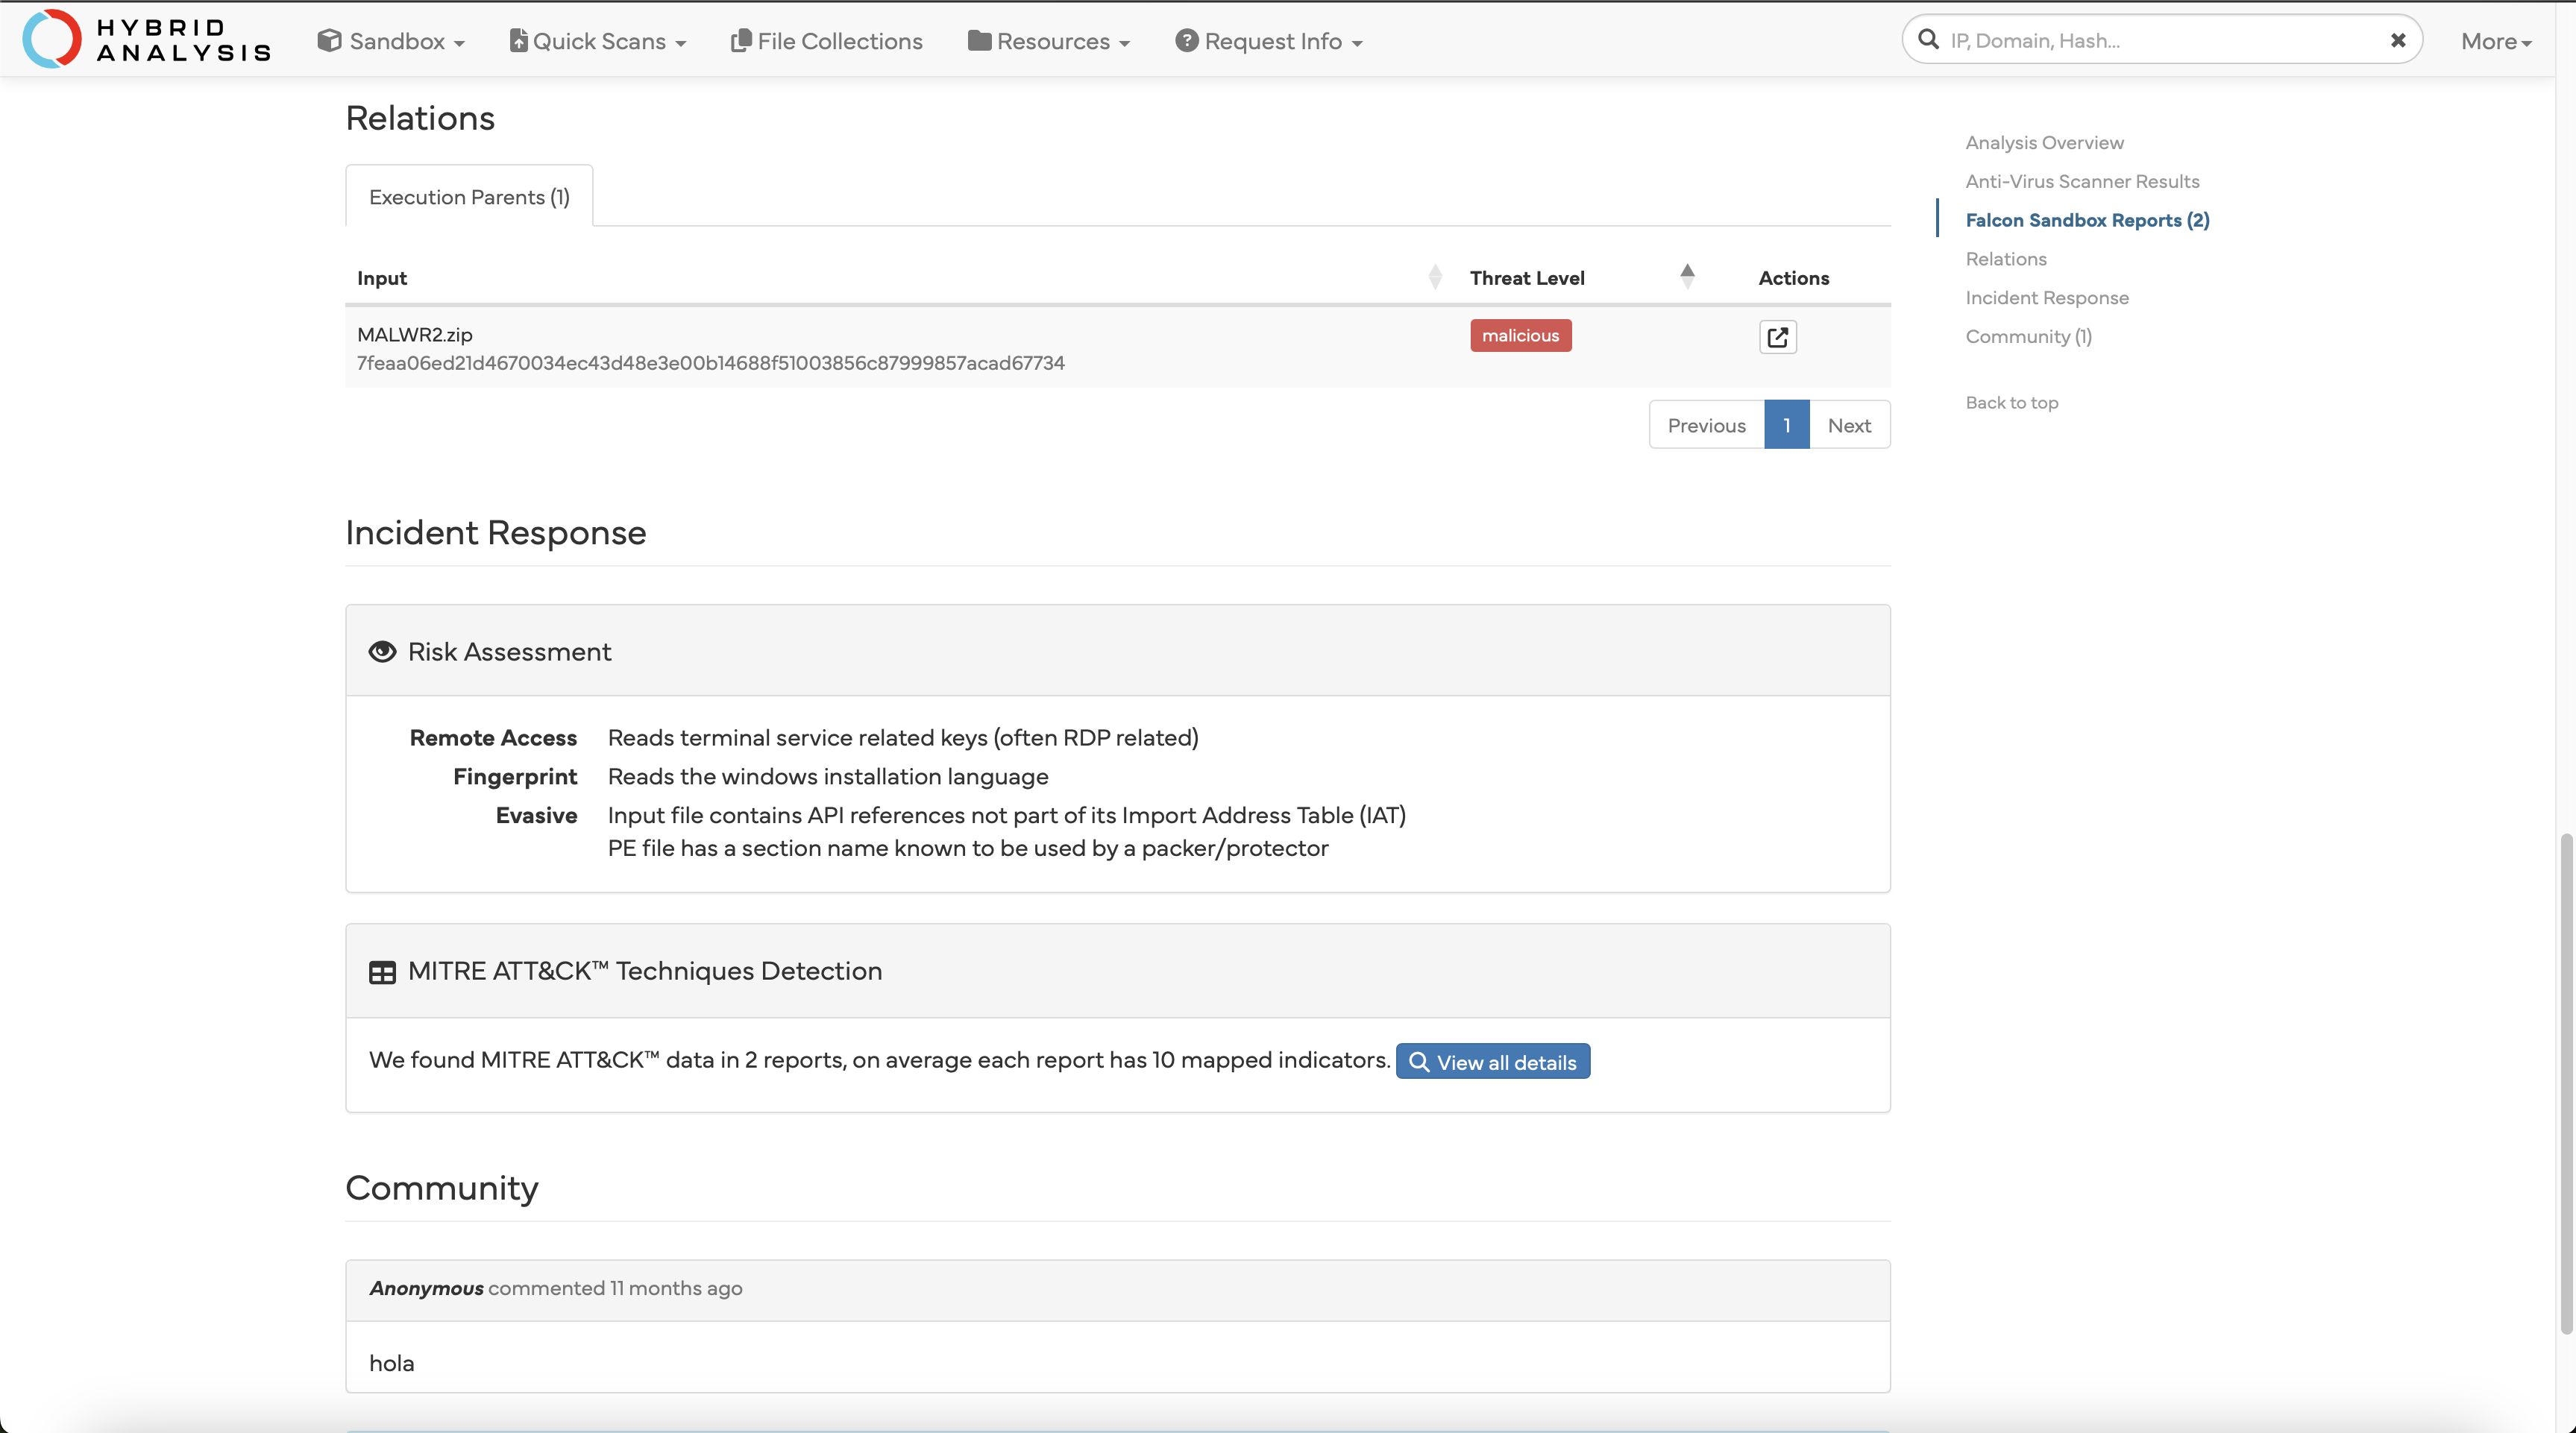 HYBRID
ANALYSIS
Sandbox
Quick Scans
File Collections
Resources
Request Info
IP, Domain, Hash...
More
Relations
Execution Parents (1)
Input
Threat Level
Actions
MALWR2.zip
malicious
7feaa06ed21d4670034ec43d48e3e00b14688f51003856c87999857acad67734
Previous
1
Next
Incident Response
Risk Assessment
Remote Access Reads terminal service related keys (often RDP related)
Fingerprint Reads the windows installation language
Evasive Input file contains API references not part of its Import Address Table (IAT)
PE file has a section name known to be used by a packer/protector
MITRE ATT&CK™ Techniques Detection
We found MITRE ATT&CK™ data in 2 reports, on average each report has 10 mapped indicators. View all details
Community
Anonymous commented 11 months ago
hola
Analysis Overview
Anti-Virus Scanner Results
Falcon Sandbox Reports (2)
Relations
Incident Response
Community (1)
Back to top